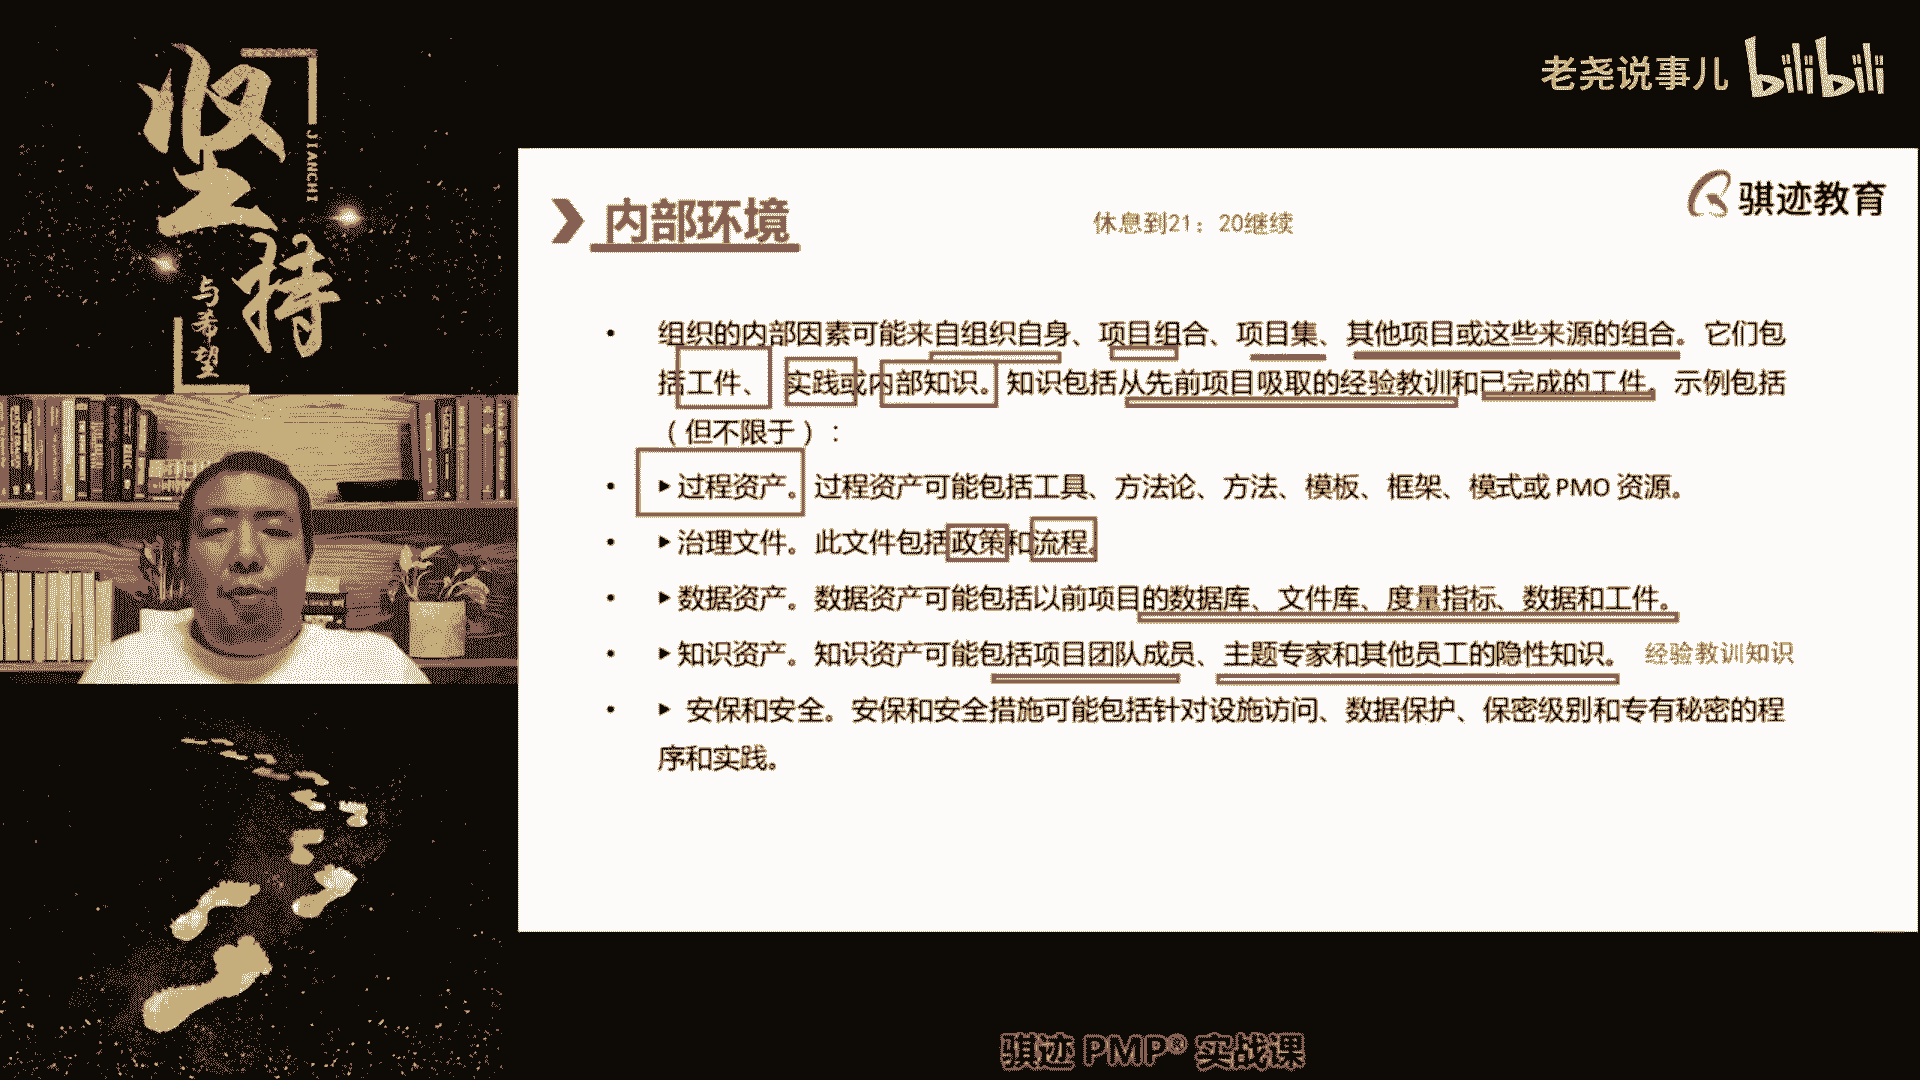 坚持
JIANCHI
与希望
老尧说事儿 bilibili
骐迹教育
内部环境
休息到21：20继续
• 组织的内部因素可能来自组织自身、项目组合、项目集、其他项目或这些来源的组合。它们包
括工件、实践或内部知识。知识包括从先前项目吸取的经验教训和已完成的工件。示例包括
（但不限于）：
• ▸过程资产。过程资产可能包括工具、方法论、方法、模板、框架、模式或 PMO 资源。
• ▸治理文件。此文件包括政策和流程。
• ▸数据资产。数据资产可能包括以前项目的数据库、文件库、度量指标、数据和工件。
• ▸知识资产。知识资产可能包括项目团队成员、主题专家和其他员工的隐性知识。 经验教训知识
• ▸ 安保和安全。安保和安全措施可能包括针对设施访问、数据保护、保密级别和专有秘密的程
序和实践。
骐迹 PMP® 实战课